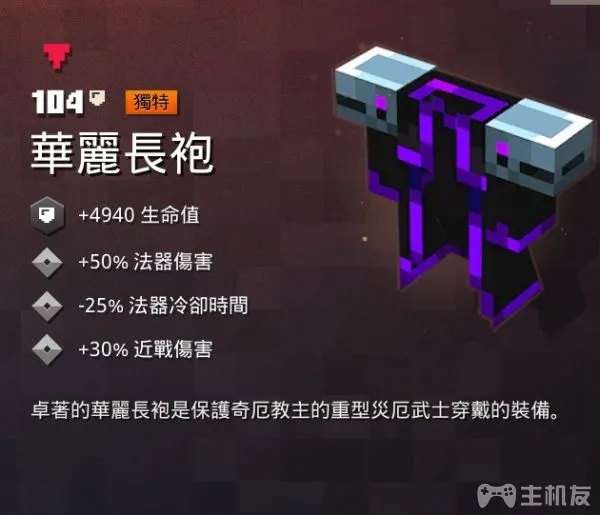 104
獨特
華麗長袍
+4940 生命值
+50% 法器傷害
-25% 法器冷卻時間
+30% 近戰傷害
卓著的華麗長袍是保護奇厄教主的重型災厄武士穿戴的裝備。
主机友